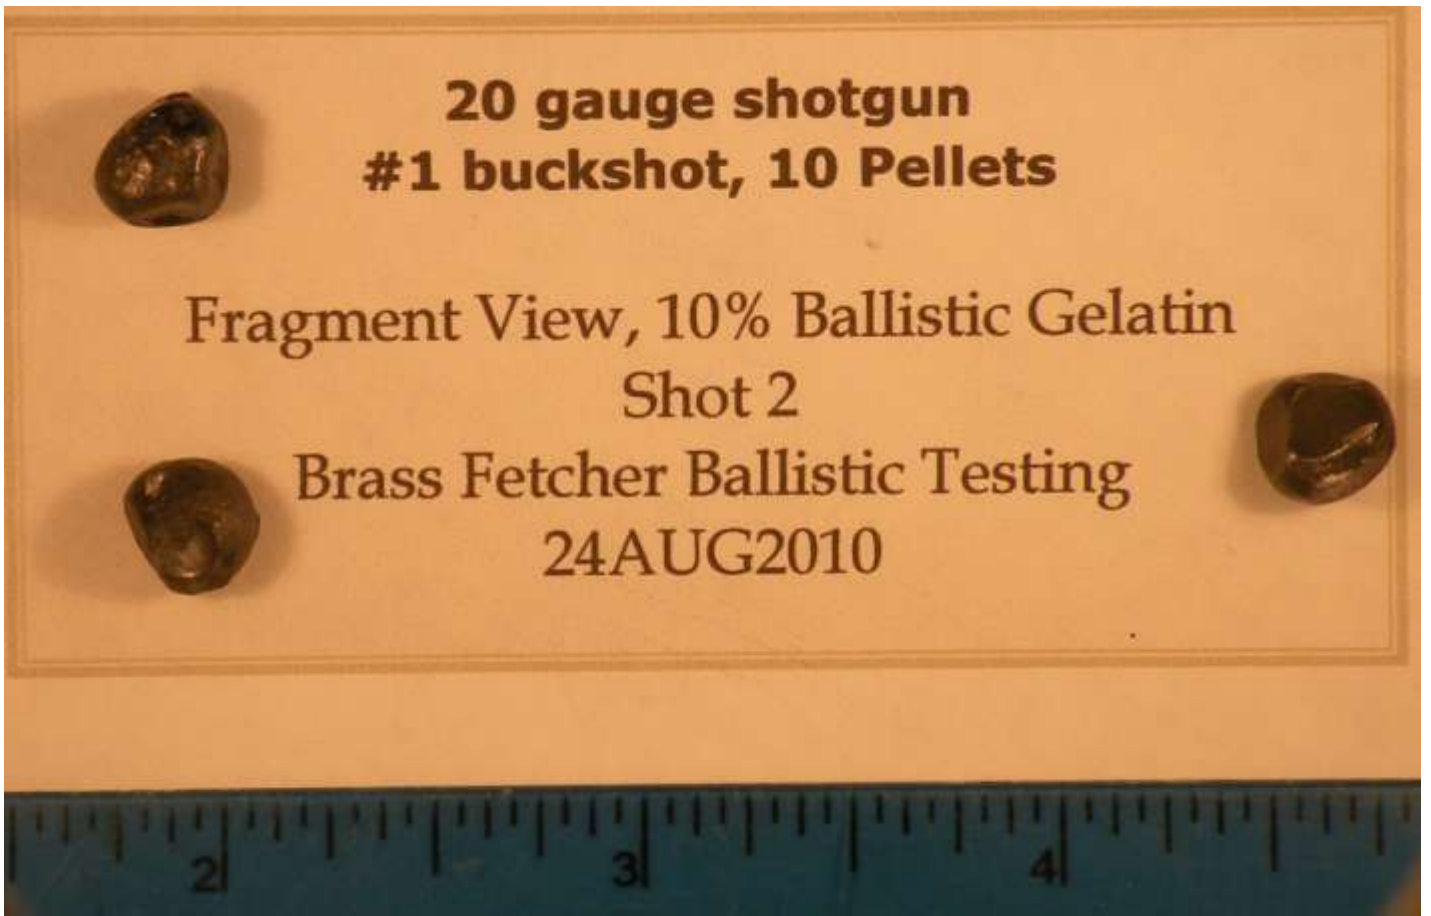 20 gauge shotgun
#1 buckshot, 10 Pellets
Fragment View, 10% Ballistic Gelatin
Shot 2
Brass Fetcher Ballistic Testing
24AUG2010
2 3 4